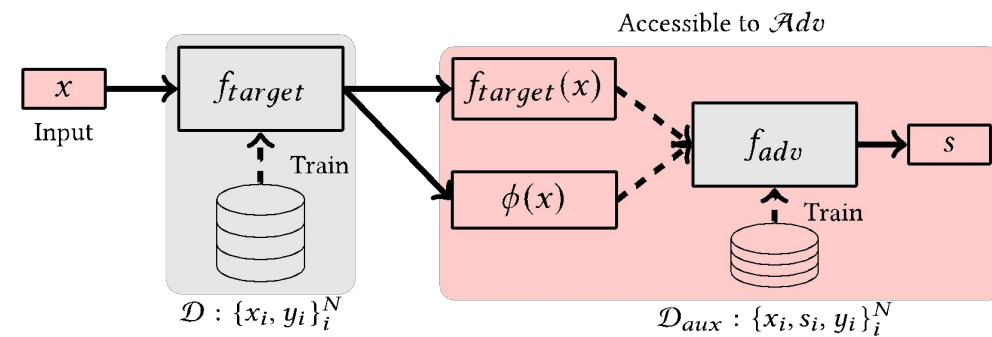 Accessible to 𝒜dv
x
Input
f_target
Train
𝒟 : {x_i, y_i}_i^N
f_target(x)
ϕ(x)
f_adv
Train
s
𝒟_aux : {x_i, s_i, y_i}_i^N